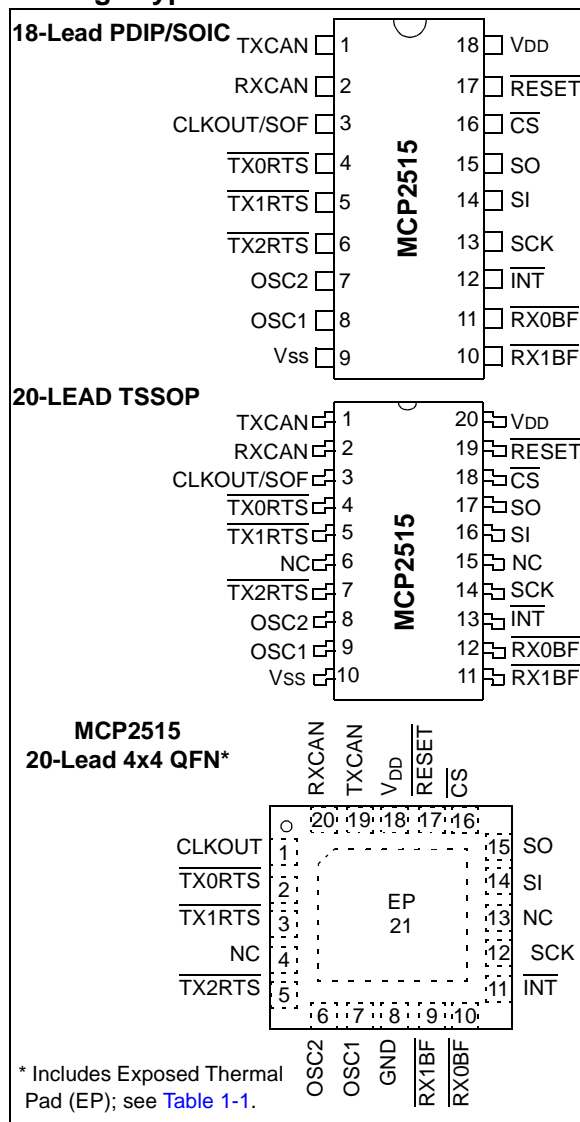 18-Lead PDIP/SOIC
TXCAN 1 18 VDD
RXCAN 2 17 RESET
CLKOUT/SOF 3 16 CS
TX0RTS 4 15 SO
TX1RTS 5 14 SI
TX2RTS 6 13 SCK
OSC2 7 12 INT
OSC1 8 11 RX0BF
Vss 9 10 RX1BF
MCP2515
20-LEAD TSSOP
TXCAN 1 20 VDD
RXCAN 2 19 RESET
CLKOUT/SOF 3 18 CS
TX0RTS 4 17 SO
TX1RTS 5 16 SI
NC 6 15 NC
TX2RTS 7 14 SCK
OSC2 8 13 INT
OSC1 9 12 RX0BF
Vss 10 11 RX1BF
MCP2515
MCP2515
20-Lead 4x4 QFN*
RXCAN TXCAN VDD RESET CS
20 19 18 17 16
CLKOUT 1 15 SO
TX0RTS 2 14 SI
TX1RTS 3 13 NC
NC 4 12 SCK
TX2RTS 5 11 INT
EP
21
6 7 8 9 10
OSC2 OSC1 GND RX1BF RX0BF
* Includes Exposed Thermal
Pad (EP); see Table 1-1.